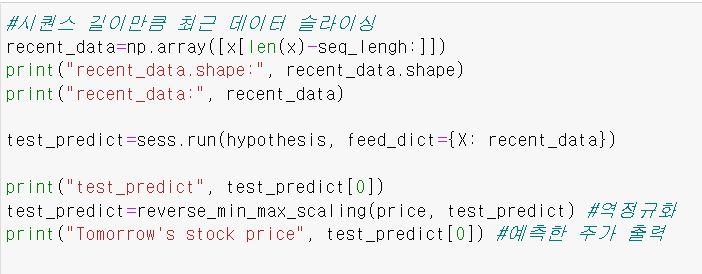 #시퀀스 길이만큼 최근 데이터 슬라이싱
recent_data=np.array([x[len(x)-seq_lengh:]])
print("recent_data.shape:", recent_data.shape)
print("recent_data:", recent_data)
test_predict=sess.run(hypothesis, feed_dict={X: recent_data})
print("test_predict", test_predict[0])
test_predict=reverse_min_max_scaling(price, test_predict) #역정규화
print("Tomorrow's stock price", test_predict[0]) #예측한 주가 출력